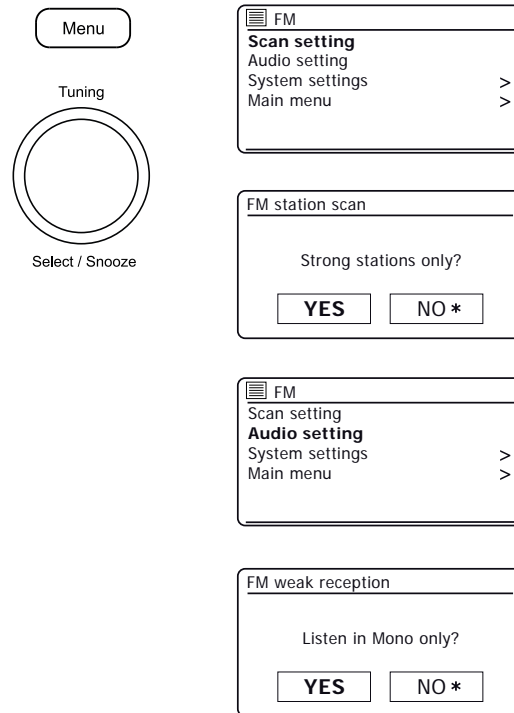 Menu
Tuning
Select / Snooze
FM
Scan setting
Audio setting
System settings >
Main menu >
FM station scan
Strong stations only?
YES NO *
FM
Scan setting
Audio setting
System settings >
Main menu >
FM weak reception
Listen in Mono only?
YES NO *